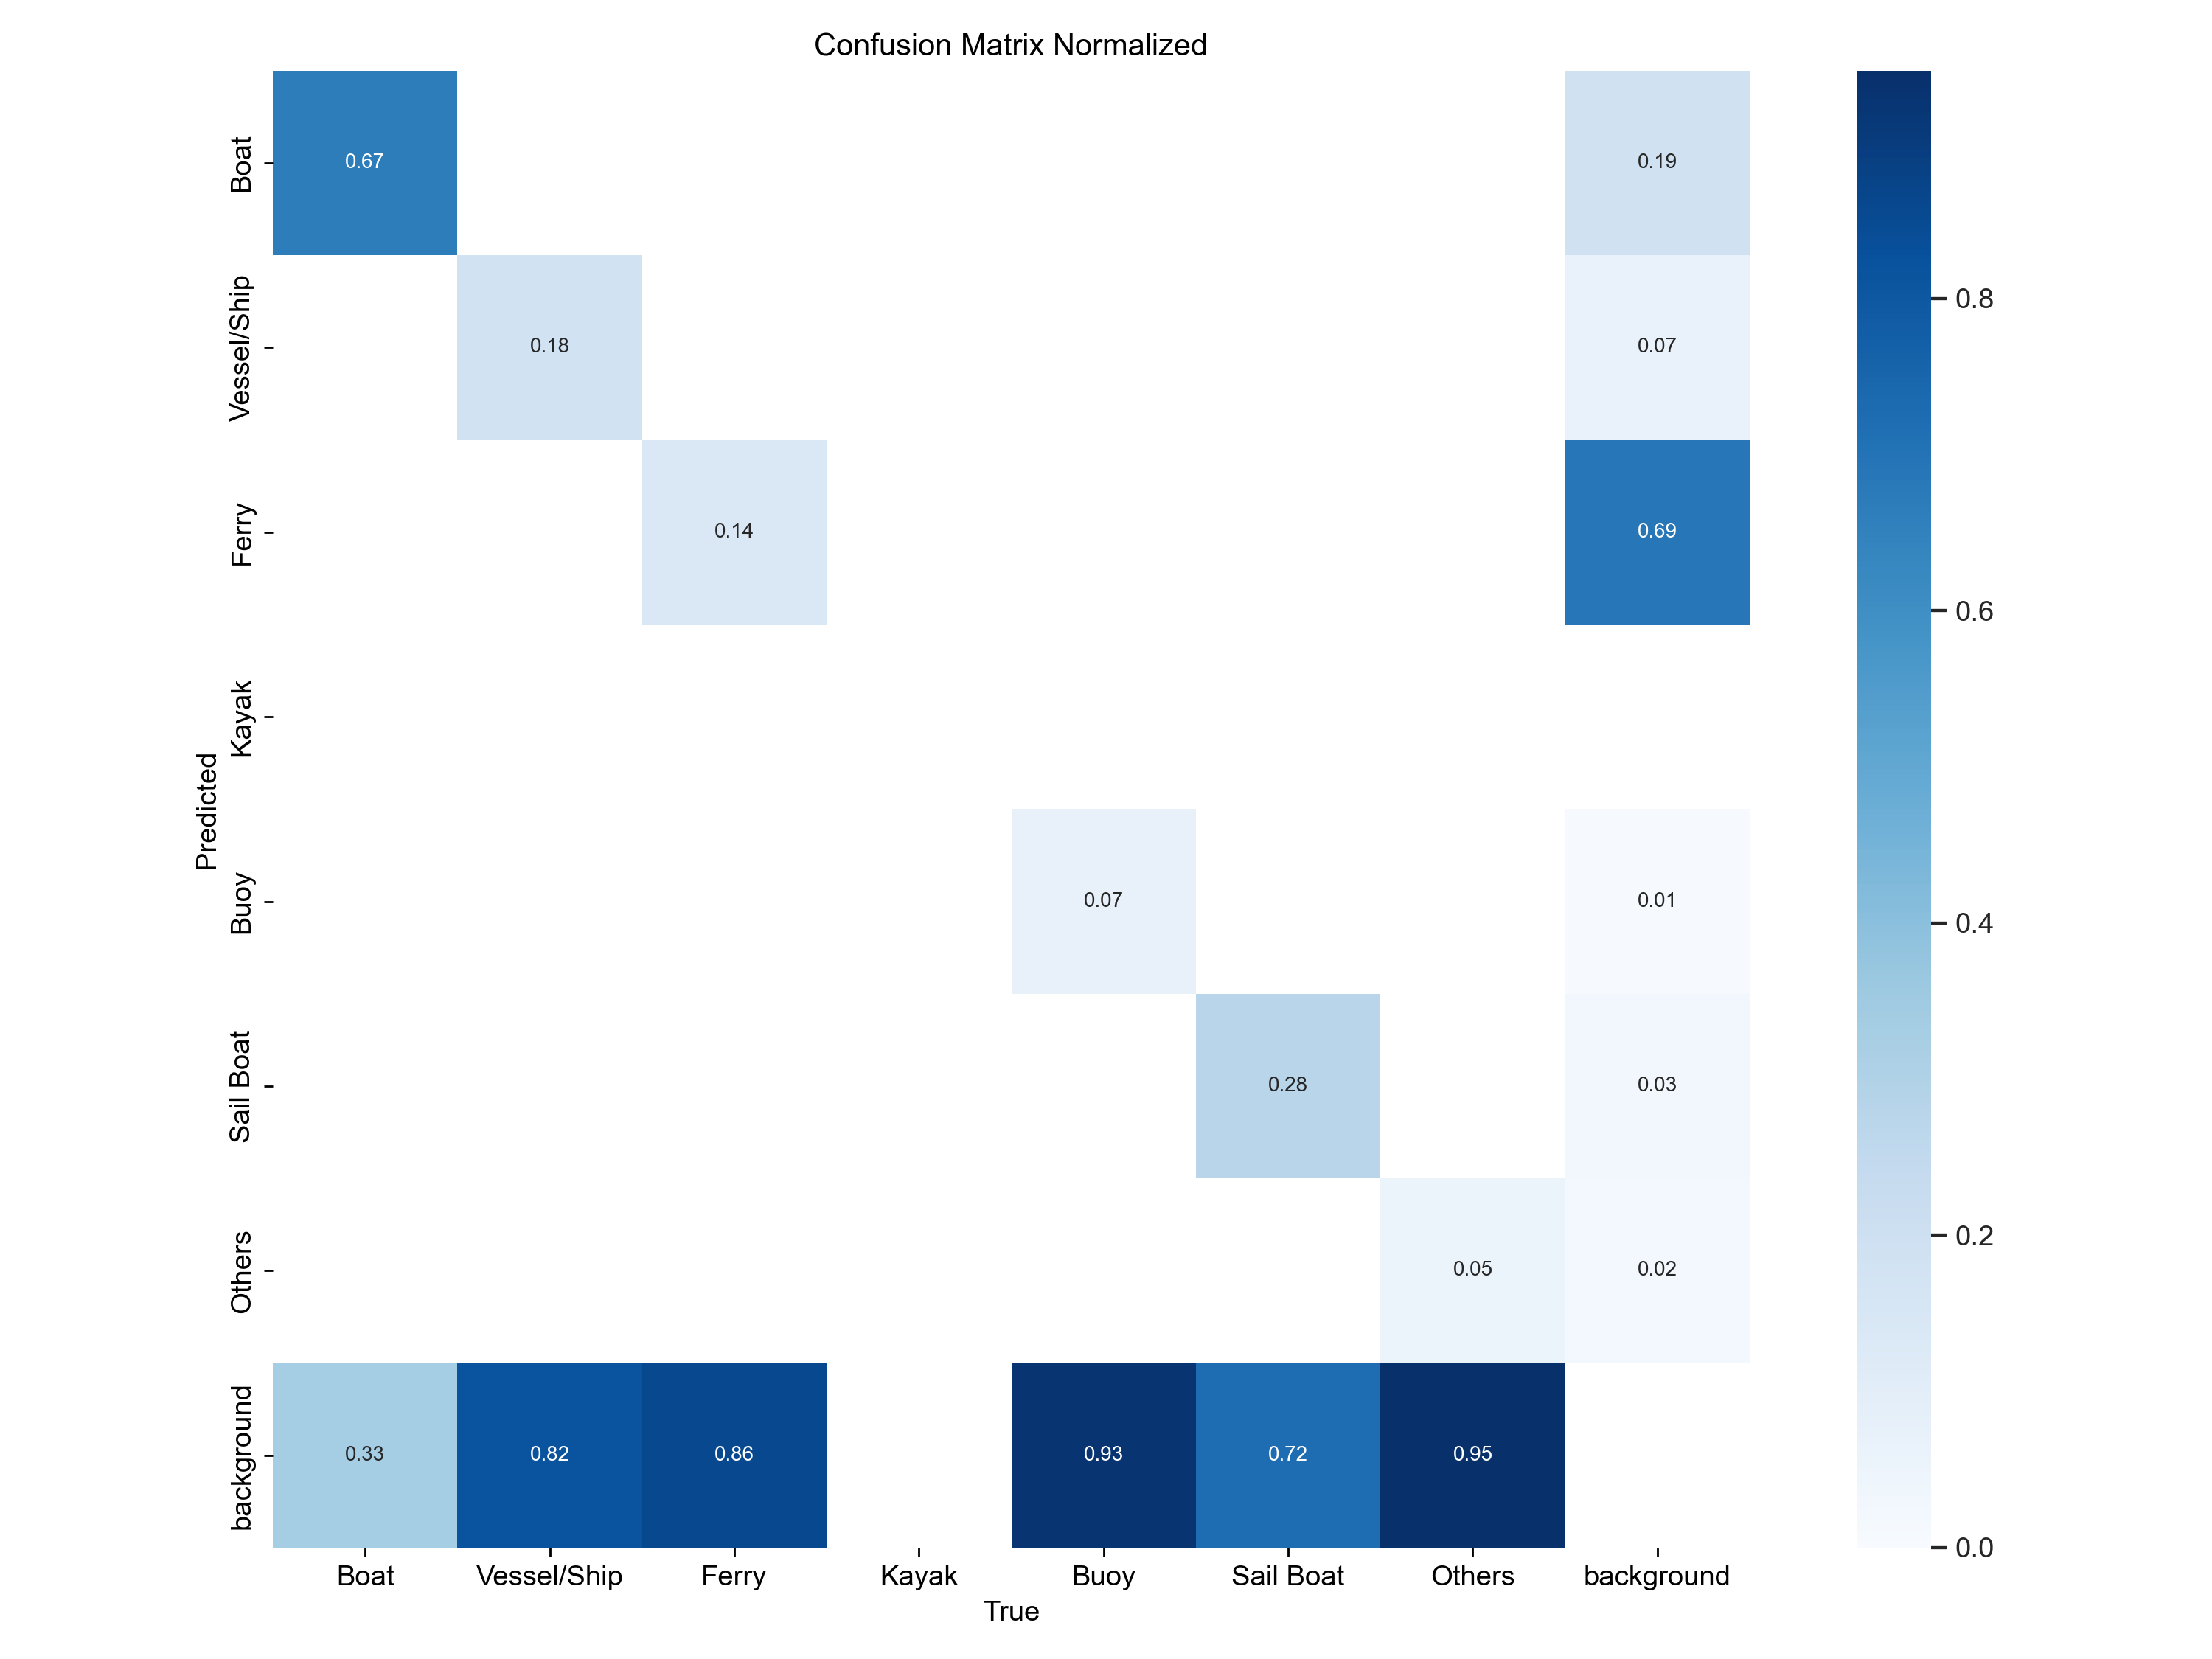 Confusion Matrix Normalized
Boat
0.67
0.19
Vessel/Ship
0.18
0.07
0.8
Ferry
0.14
0.69
0.6
Kayak
Predicted
Buoy
0.07
0.01
0.4
Sail Boat
0.28
0.03
Others
0.05
0.02
0.2
background
0.33
0.82
0.86
0.93
0.72
0.95
0.0
Boat Vessel/Ship Ferry Kayak Buoy Sail Boat Others background
True